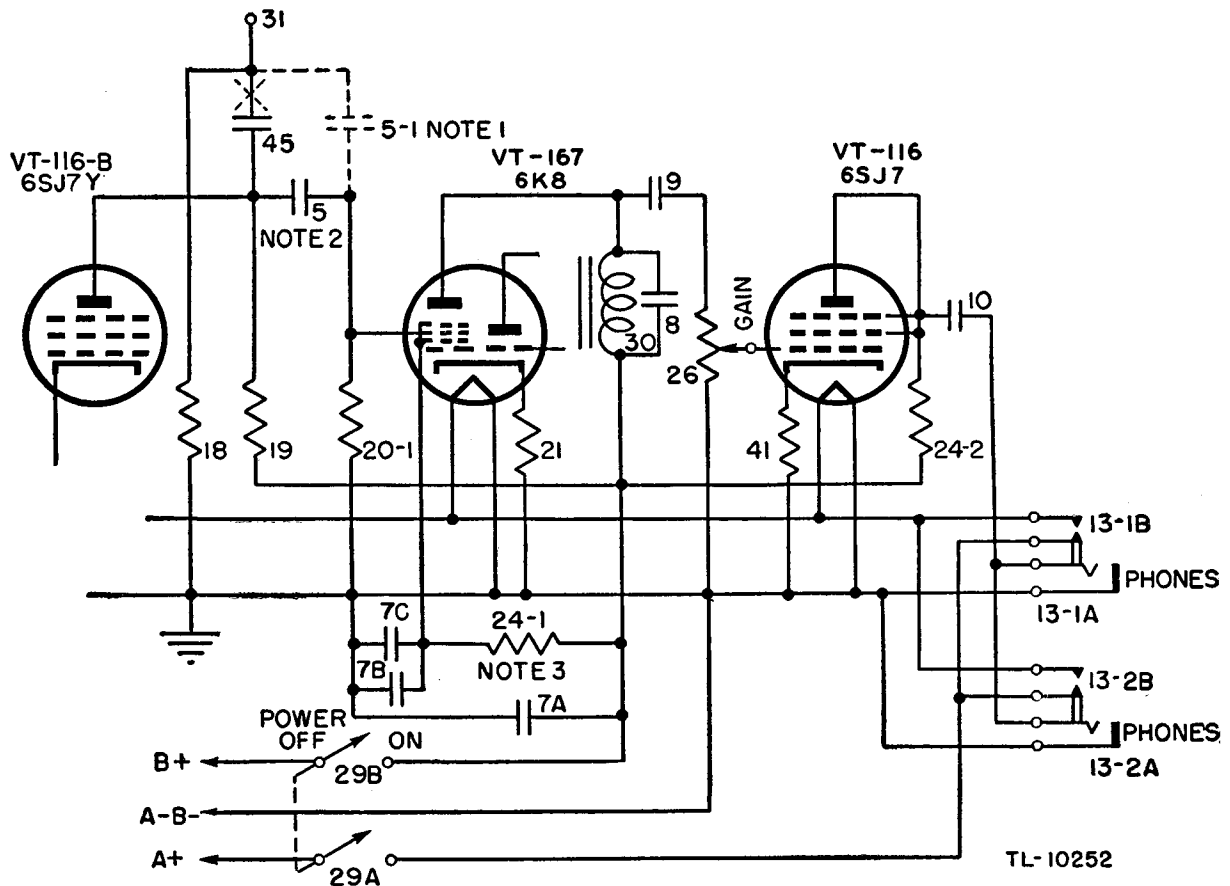 31
45
5-1 NOTE 1
VT-116-B
6SJ7Y
5
NOTE 2
VT-167
6K8
9
VT-116
6SJ7
10
8
30
GAIN
26
18
19
20-1
21
41
24-2
13-1B
PHONES
13-1A
7C
24-1
NOTE 3
7B
7A
13-2B
PHONES
13-2A
POWER
OFF ON
B+
29B
A-B-
A+
29A
TL-10252